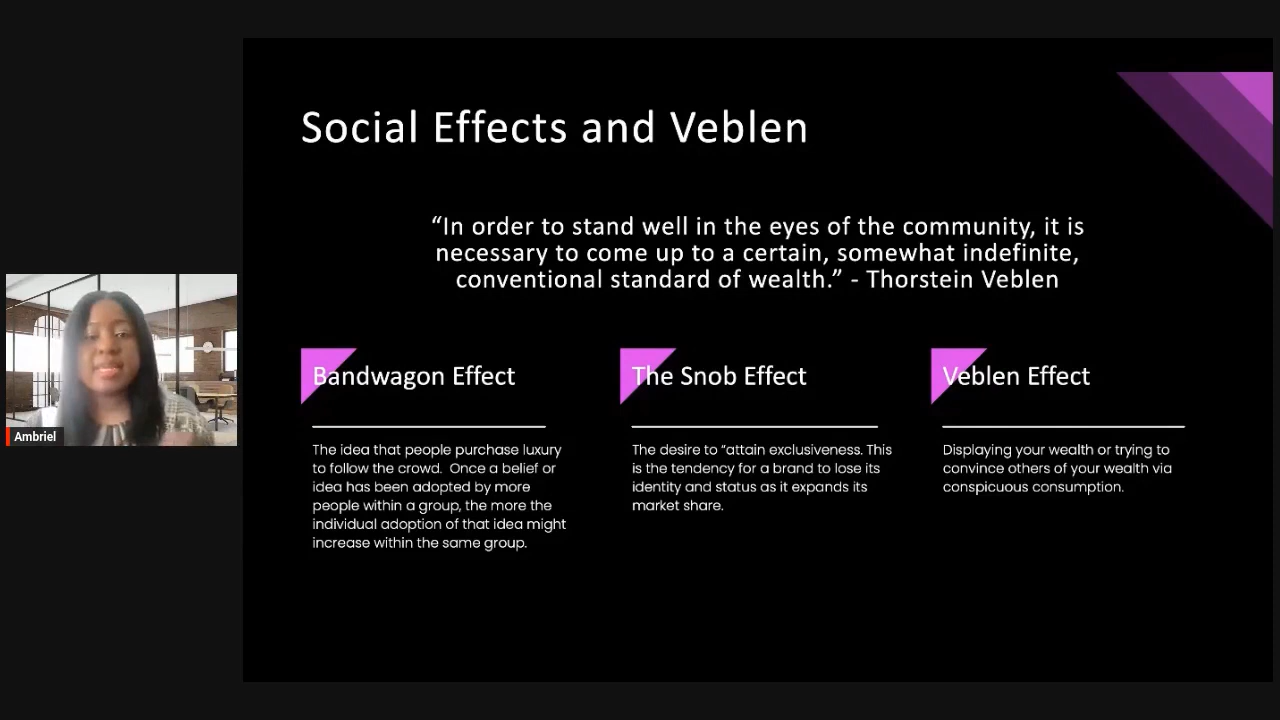 Social Effects and Veblen
“In order to stand well in the eyes of the community, it is
necessary to come up to a certain, somewhat indefinite,
conventional standard of wealth.” - Thorstein Veblen
Bandwagon Effect
The idea that people purchase luxury
to follow the crowd.  Once a belief or
idea has been adopted by more
people within a group, the more the
individual adoption of that idea might
increase within the same group.
The Snob Effect
The desire to “attain exclusiveness. This
is the tendency for a brand to lose its
identity and status as it expands its
market share.
Veblen Effect
Displaying your wealth or trying to
convince others of your wealth via
conspicuous consumption.
Ambriel